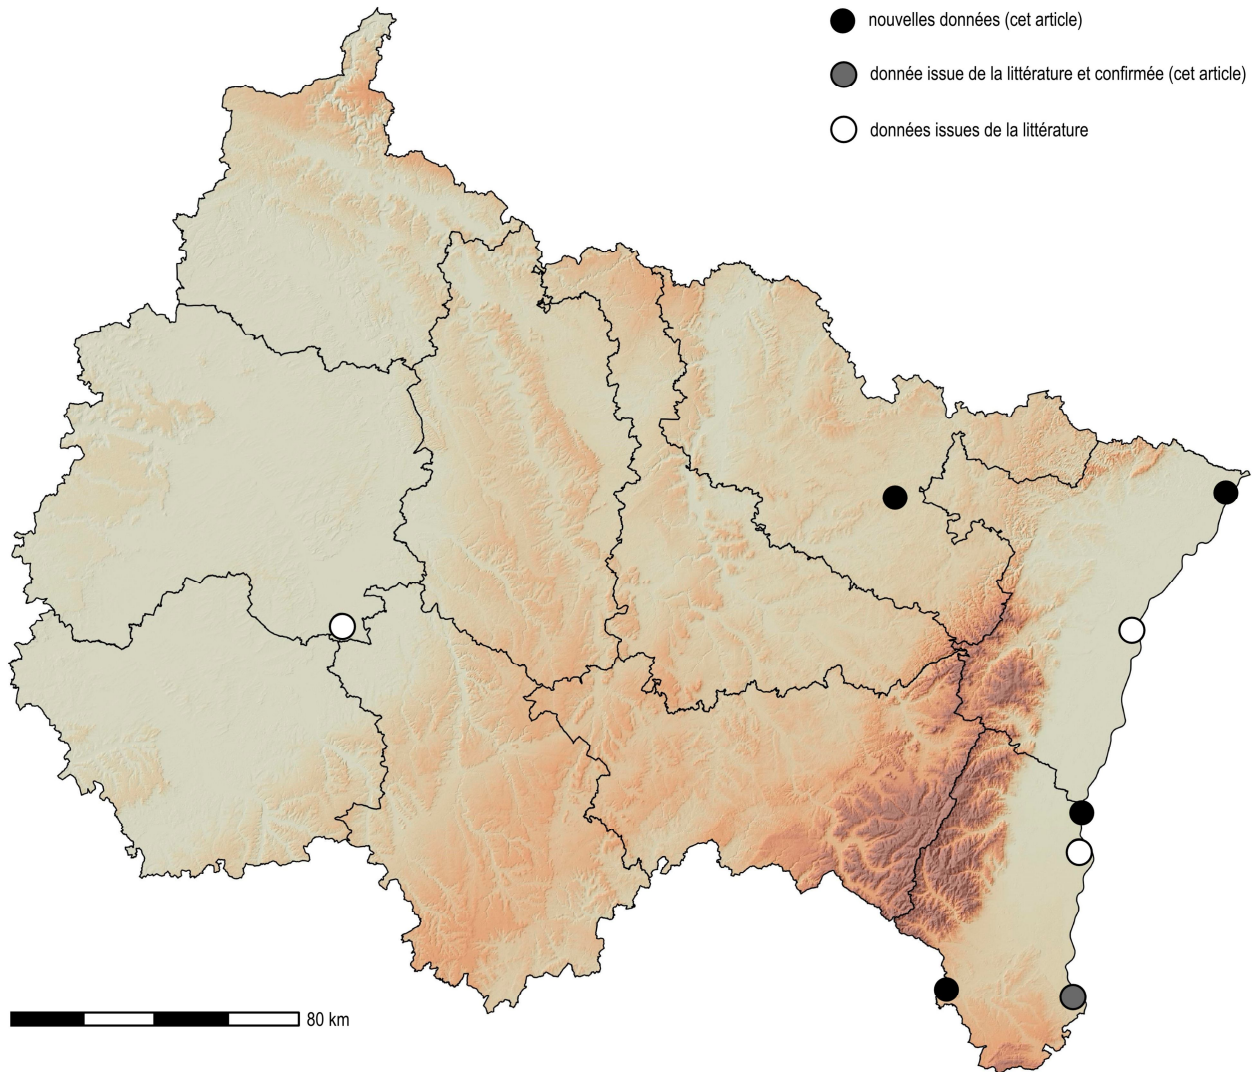 nouvelles données (cet article)
donnée issue de la littérature et confirmée (cet article)
données issues de la littérature
80 km